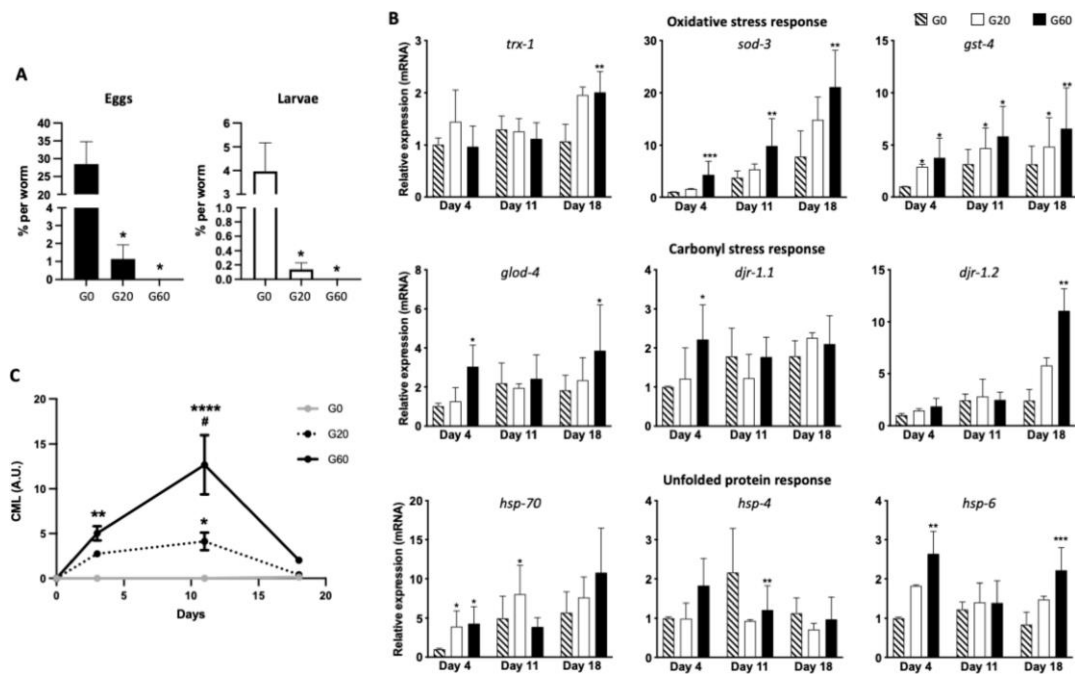 A
Eggs
Larvae
% per worm
40
35
30
25
20
4
3
2
1
0
G0 G20 G60
* *
% per worm
6
5
4
3
1.0
0.8
0.6
0.4
0.2
0.0
G0 G20 G60
* *
B
Oxidative stress response
G0 G20 G60
trx-1
sod-3
gst-4
Relative expression (mRNA)
3
2
1
0
**
Day 4 Day 11 Day 18
30
20
10
0
*** ** **
Day 4 Day 11 Day 18
15
10
5
0
* * * * * **
Day 4 Day 11 Day 18
Carbonyl stress response
glod-4
djr-1.1
djr-1.2
Relative expression (mRNA)
8
6
4
2
0
* *
Day 4 Day 11 Day 18
4
3
2
1
0
*
Day 4 Day 11 Day 18
15
10
5
0
**
Day 4 Day 11 Day 18
Unfolded protein response
hsp-70
hsp-4
hsp-6
Relative expression (mRNA)
20
15
10
5
0
* * *
Day 4 Day 11 Day 18
4
3
2
1
0
**
Day 4 Day 11 Day 18
4
3
2
1
0
** ***
Day 4 Day 11 Day 18
C
CML (A.U.)
20
15
10
5
0
0 5 10 15 20
Days
**
****
#
*
G0
G20
G60